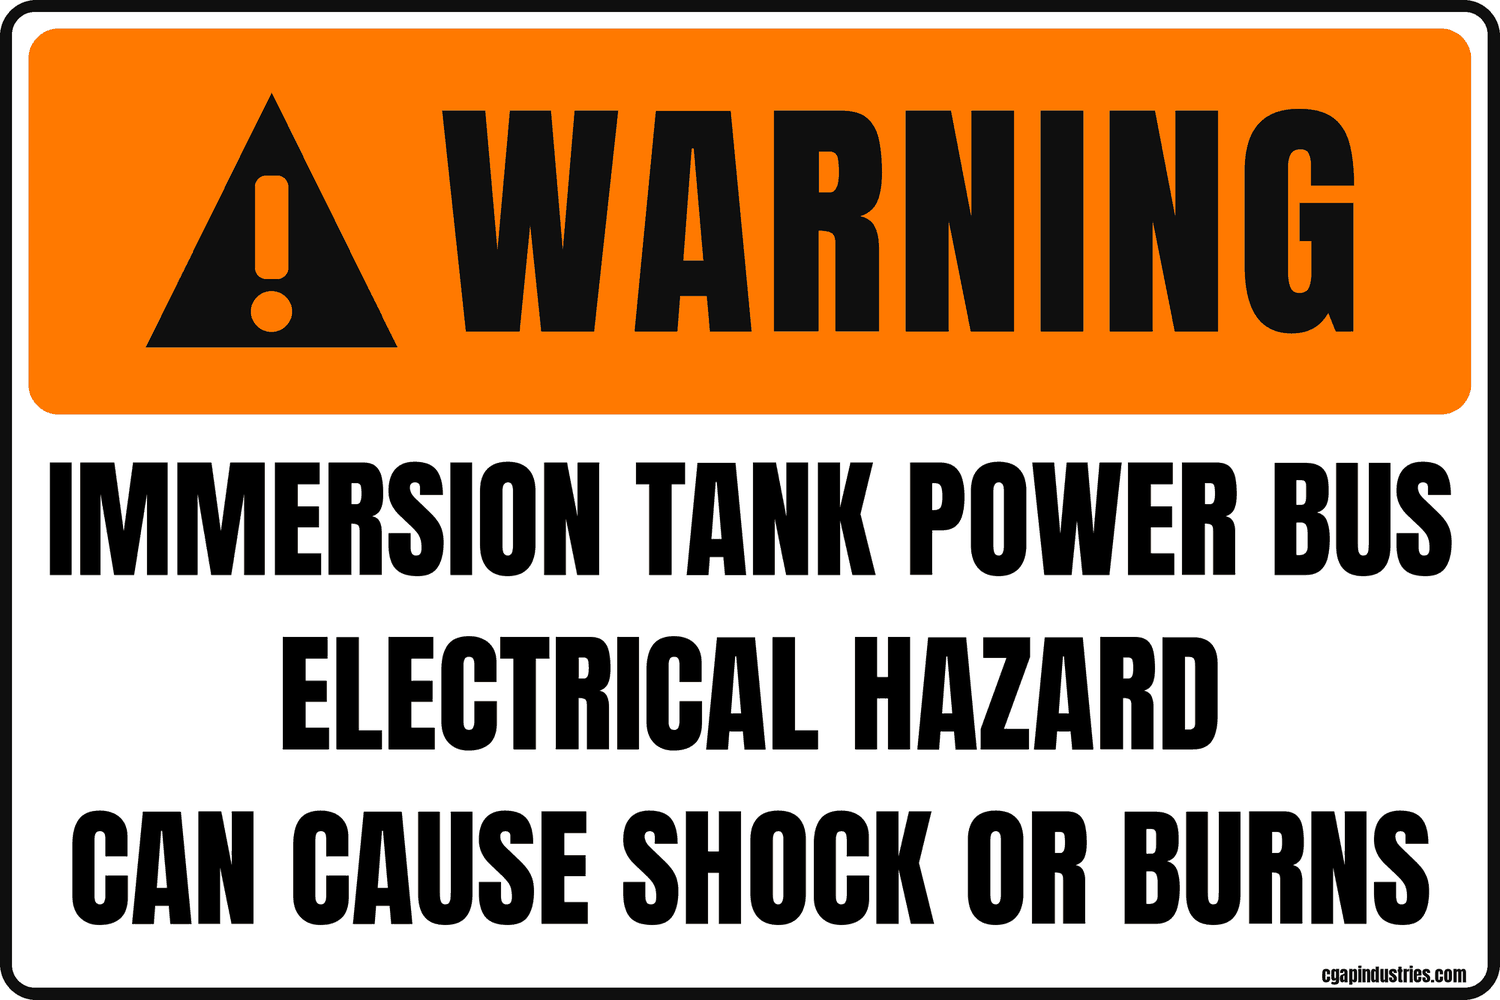 WARNING
IMMERSION TANK POWER BUS
ELECTRICAL HAZARD
CAN CAUSE SHOCK OR BURNS
cgapindustries.com